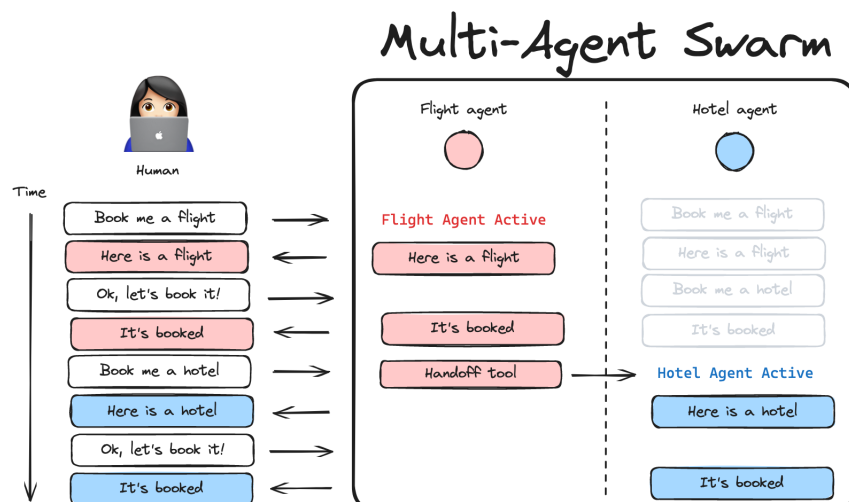 Multi-Agent Swarm
Flight agent
Hotel agent
Human
Time
Book me a flight
Flight Agent Active
Book me a flight
Here is a flight
Here is a flight
Here is a flight
Ok, let's book it!
Book me a hotel
It's booked
It's booked
It's booked
Book me a hotel
Handoff tool
Hotel Agent Active
Here is a hotel
Here is a hotel
Ok, let's book it!
It's booked
It's booked